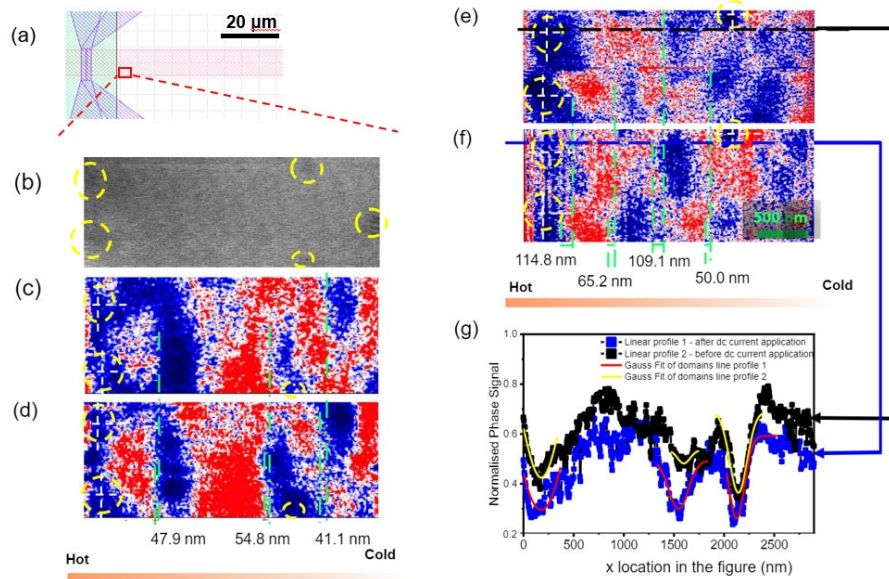 (a)
20 µm
(b)
(c)
(d)
47.9 nm
54.8 nm
41.1 nm
Hot
Cold
(e)
(f)
500 nm
114.8 nm
65.2 nm
109.1 nm
50.0 nm
Hot
Cold
(g)
1.0
0.8
0.6
0.4
0.2
Normalised Phase Signal
Linear profile 1 - after dc current application
Linear profile 2 - before dc current application
Gauss Fit of domains line profile 1
Gauss Fit of domains line profile 2
0
500
1000
1500
2000
2500
x location in the figure (nm)